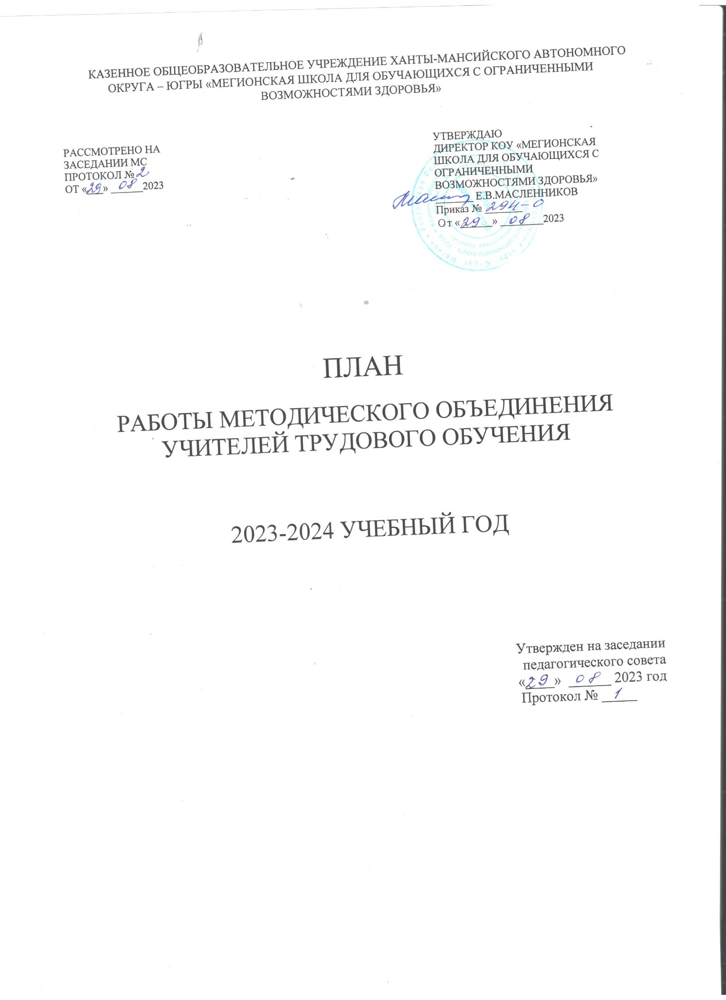 КАЗЕННОЕ ОБЩЕОБРАЗОВАТЕЛЬНОЕ УЧРЕЖДЕНИЕ ХАНТЫ-МАНСИЙСКОГО АВТОНОМНОГО
ОКРУГА – ЮГРЫ «МЕГИОНСКАЯ ШКОЛА ДЛЯ ОБУЧАЮЩИХСЯ С ОГРАНИЧЕННЫМИ
ВОЗМОЖНОСТЯМИ ЗДОРОВЬЯ»
РАССМОТРЕНО НА
ЗАСЕДАНИИ МС
ПРОТОКОЛ № 2
ОТ «29» 08 2023
УТВЕРЖДАЮ
ДИРЕКТОР КОУ «МЕГИОНСКАЯ
ШКОЛА ДЛЯ ОБУЧАЮЩИХСЯ С
ОГРАНИЧЕННЫМИ
ВОЗМОЖНОСТЯМИ ЗДОРОВЬЯ»
Е.В.МАСЛЕННИКОВ
Приказ № 294-О
От «29» 08 2023
ПЛАН
РАБОТЫ МЕТОДИЧЕСКОГО ОБЪЕДИНЕНИЯ
УЧИТЕЛЕЙ ТРУДОВОГО ОБУЧЕНИЯ
2023-2024 УЧЕБНЫЙ ГОД
Утвержден на заседании
педагогического совета
«29» 08 2023 год
Протокол № 1